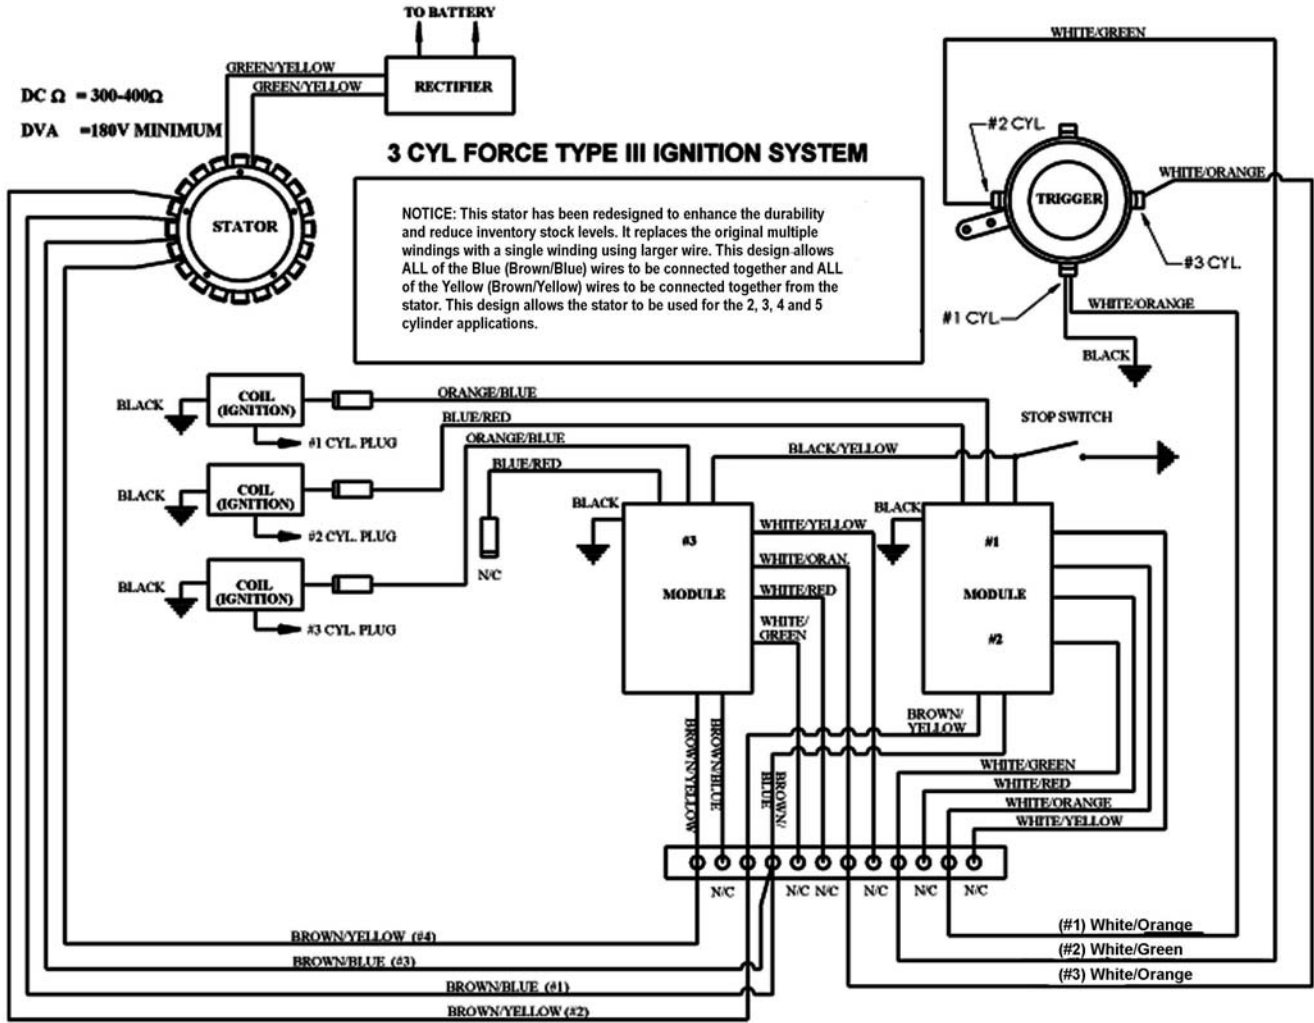 TO BATTERY
WHITE/GREEN
GREEN/YELLOW
GREEN/YELLOW
RECTIFIER
DC Ω = 300-400Ω
DVA =180V MINIMUM
#2 CYL.
3 CYL FORCE TYPE III IGNITION SYSTEM
WHITE/ORANGE
TRIGGER
STATOR
NOTICE: This stator has been redesigned to enhance the durability
and reduce inventory stock levels. It replaces the original multiple
windings with a single winding using larger wire. This design allows
ALL of the Blue (Brown/Blue) wires to be connected together and ALL
of the Yellow (Brown/Yellow) wires to be connected together from the
stator. This design allows the stator to be used for the 2, 3, 4 and 5
cylinder applications.
#3 CYL.
WHITE/ORANGE
#1 CYL.
BLACK
COIL
(IGNITION)
BLACK
#1 CYL. PLUG
ORANGE/BLUE
BLUE/RED
ORANGE/BLUE
BLUE/RED
STOP SWITCH
BLACK/YELLOW
COIL
(IGNITION)
BLACK
#2 CYL. PLUG
COIL
(IGNITION)
BLACK
#3 CYL. PLUG
N/C
BLACK
BLACK
#3
MODULE
WHITE/YELLOW
WHITE/ORAN.
WHITE/RED
WHITE/
GREEN
#1
MODULE
#2
BROWN/YELLOW
BROWN/BLUE
BROWN/
BLUE
BROWN/
YELLOW
WHITE/GREEN
WHITE/RED
WHITE/ORANGE
WHITE/YELLOW
N/C
N/C
N/C
N/C
N/C
N/C
(#1) White/Orange
(#2) White/Green
(#3) White/Orange
BROWN/YELLOW (#4)
BROWN/BLUE (#3)
BROWN/BLUE (#1)
BROWN/YELLOW (#2)